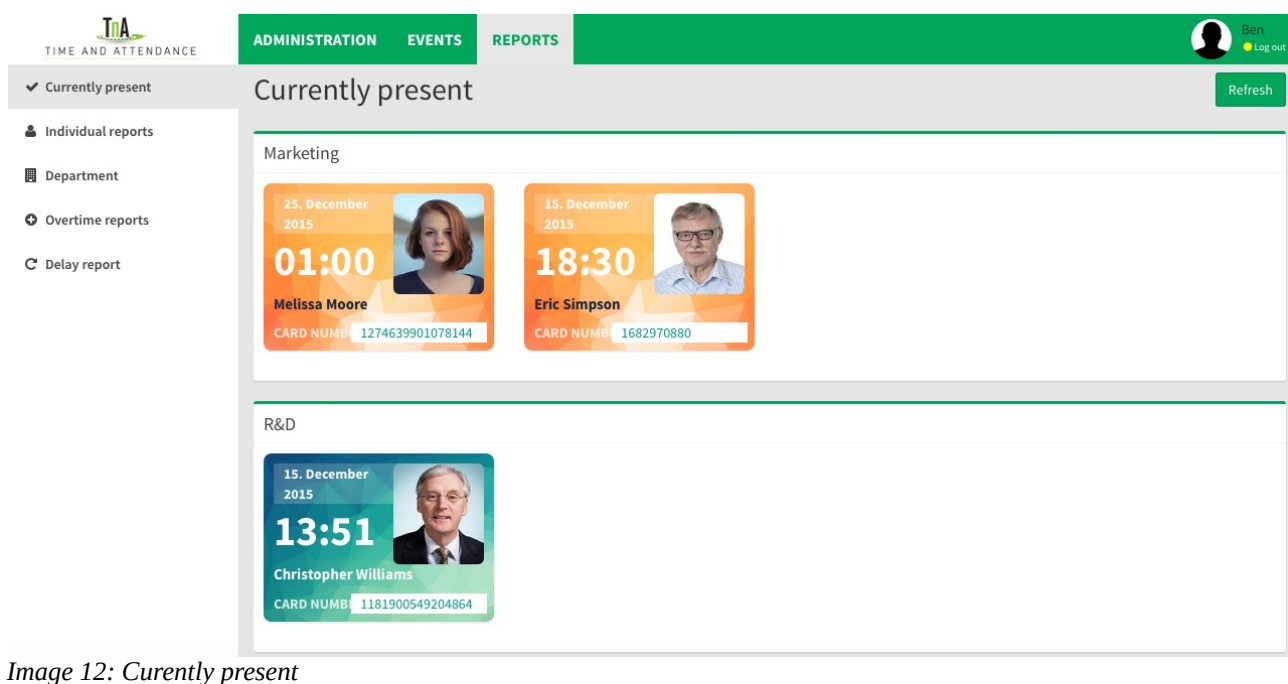 TnA
TIME AND ATTENDANCE
ADMINISTRATION EVENTS REPORTS
Ben
Log out
Currently present
Individual reports
Department
Overtime reports
Delay report
Currently present
Refresh
Marketing
25. December
2015
01:00
Melissa Moore
CARD NUMB 1274639901078144
15. December
2015
18:30
Eric Simpson
CARD NUMB 1682970880
R&D
15. December
2015
13:51
Christopher Williams
CARD NUMB 1181900549204864
Image 12: Curently present